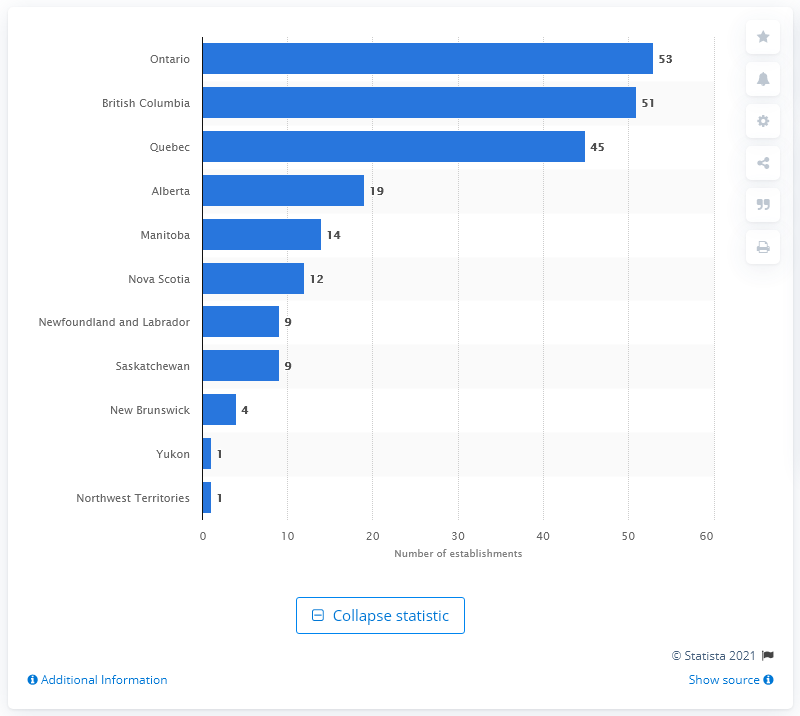 Ontario 53
British Columbia 51
Quebec 45
Alberta 19
Manitoba 14
Nova Scotia 12
Newfoundland and Labrador 9
Saskatchewan 9
New Brunswick 4
Yukon 1
Northwest Territories 1
0 10 20 30 40 50 60
Number of establishments
Collapse statistic
© Statista 2021
Additional Information Show source